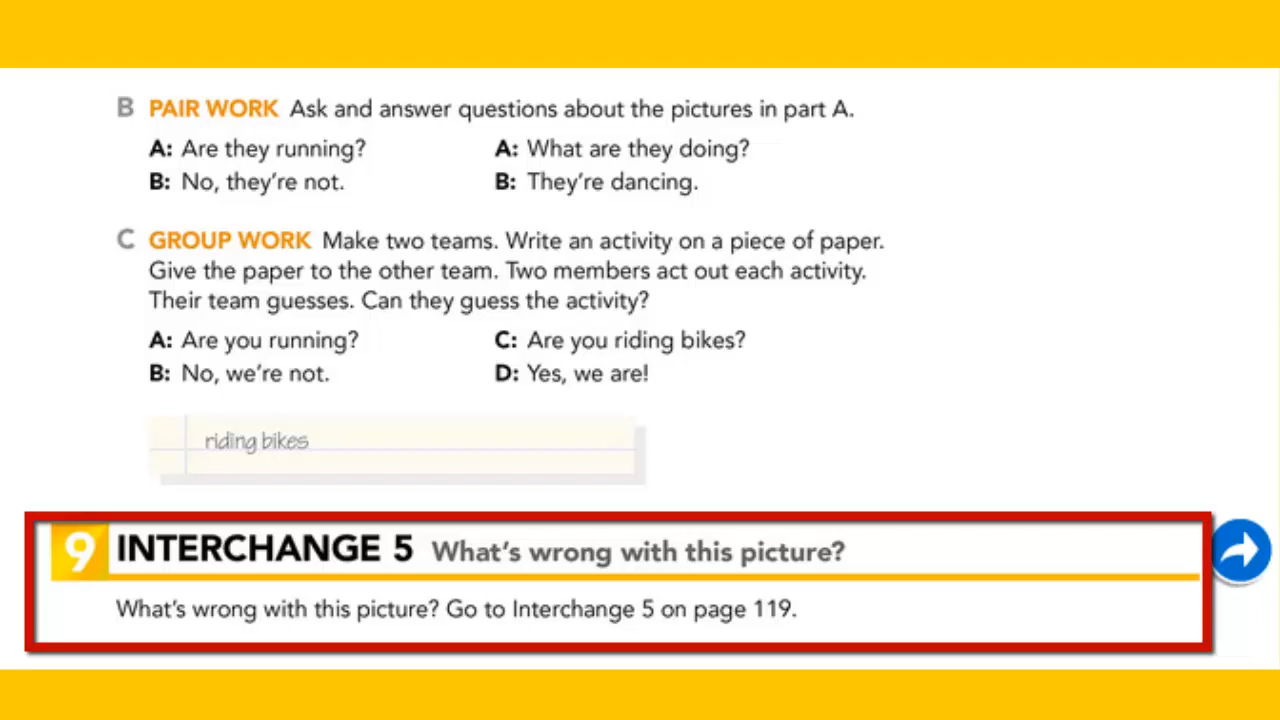 B PAIR WORK Ask and answer questions about the pictures in part A.
A: Are they running?
B: No, they're not.
A: What are they doing?
B: They're dancing.
C GROUP WORK Make two teams. Write an activity on a piece of paper.
Give the paper to the other team. Two members act out each activity.
Their team guesses. Can they guess the activity?
A: Are you running?
B: No, we're not.
C: Are you riding bikes?
D: Yes, we are!
riding bikes
9 INTERCHANGE 5 What's wrong with this picture?
What's wrong with this picture? Go to Interchange 5 on page 119.